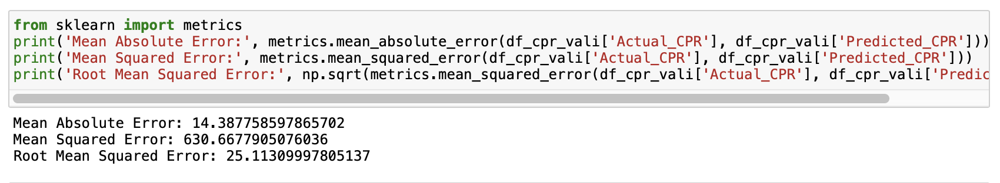 from sklearn import metrics
print('Mean Absolute Error:', metrics.mean_absolute_error(df_cpr_vali['Actual_CPR'], df_cpr_vali['Predicted_CPR']))
print('Mean Squared Error:', metrics.mean_squared_error(df_cpr_vali['Actual_CPR'], df_cpr_vali['Predicted_CPR']))
print('Root Mean Squared Error:', np.sqrt(metrics.mean_squared_error(df_cpr_vali['Actual_CPR'], df_cpr_vali['Predic
Mean Absolute Error: 14.387758597865702
Mean Squared Error: 630.6677905076036
Root Mean Squared Error: 25.11309997805137